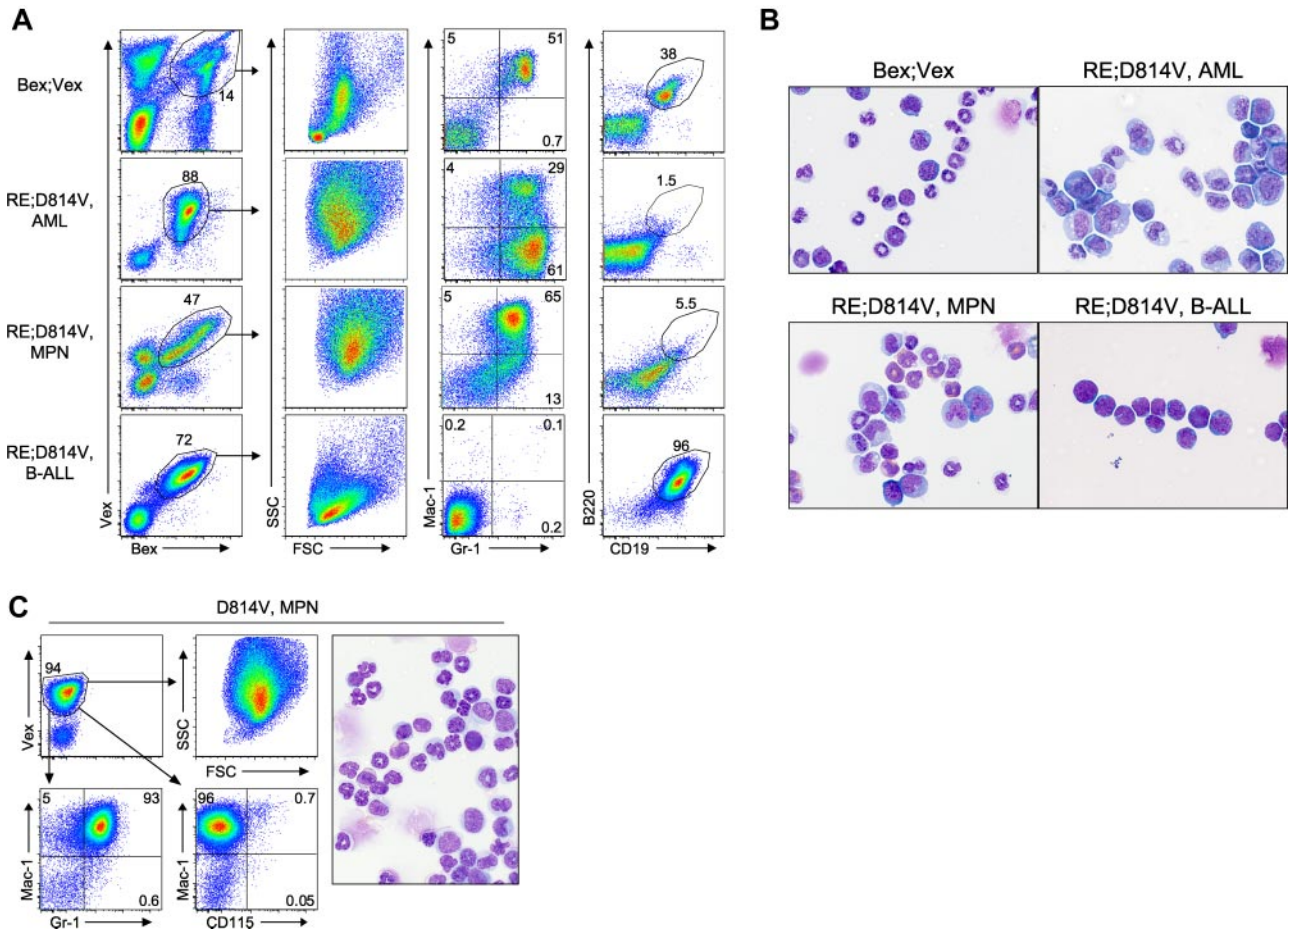 A
B
Bex;Vex
14
5
51
0.7
38
RE;D814V,
AML
88
4
29
61
1.5
RE;D814V,
MPN
47
5
65
13
5.5
RE;D814V,
B-ALL
72
0.2
0.1
0.2
96
Vex
Bex
SSC
FSC
Mac-1
Gr-1
B220
CD19
Bex;Vex
RE;D814V, AML
RE;D814V, MPN
RE;D814V, B-ALL
C
D814V, MPN
94
Vex
SSC
FSC
5
93
0.6
Mac-1
Gr-1
96
0.7
0.05
Mac-1
CD115